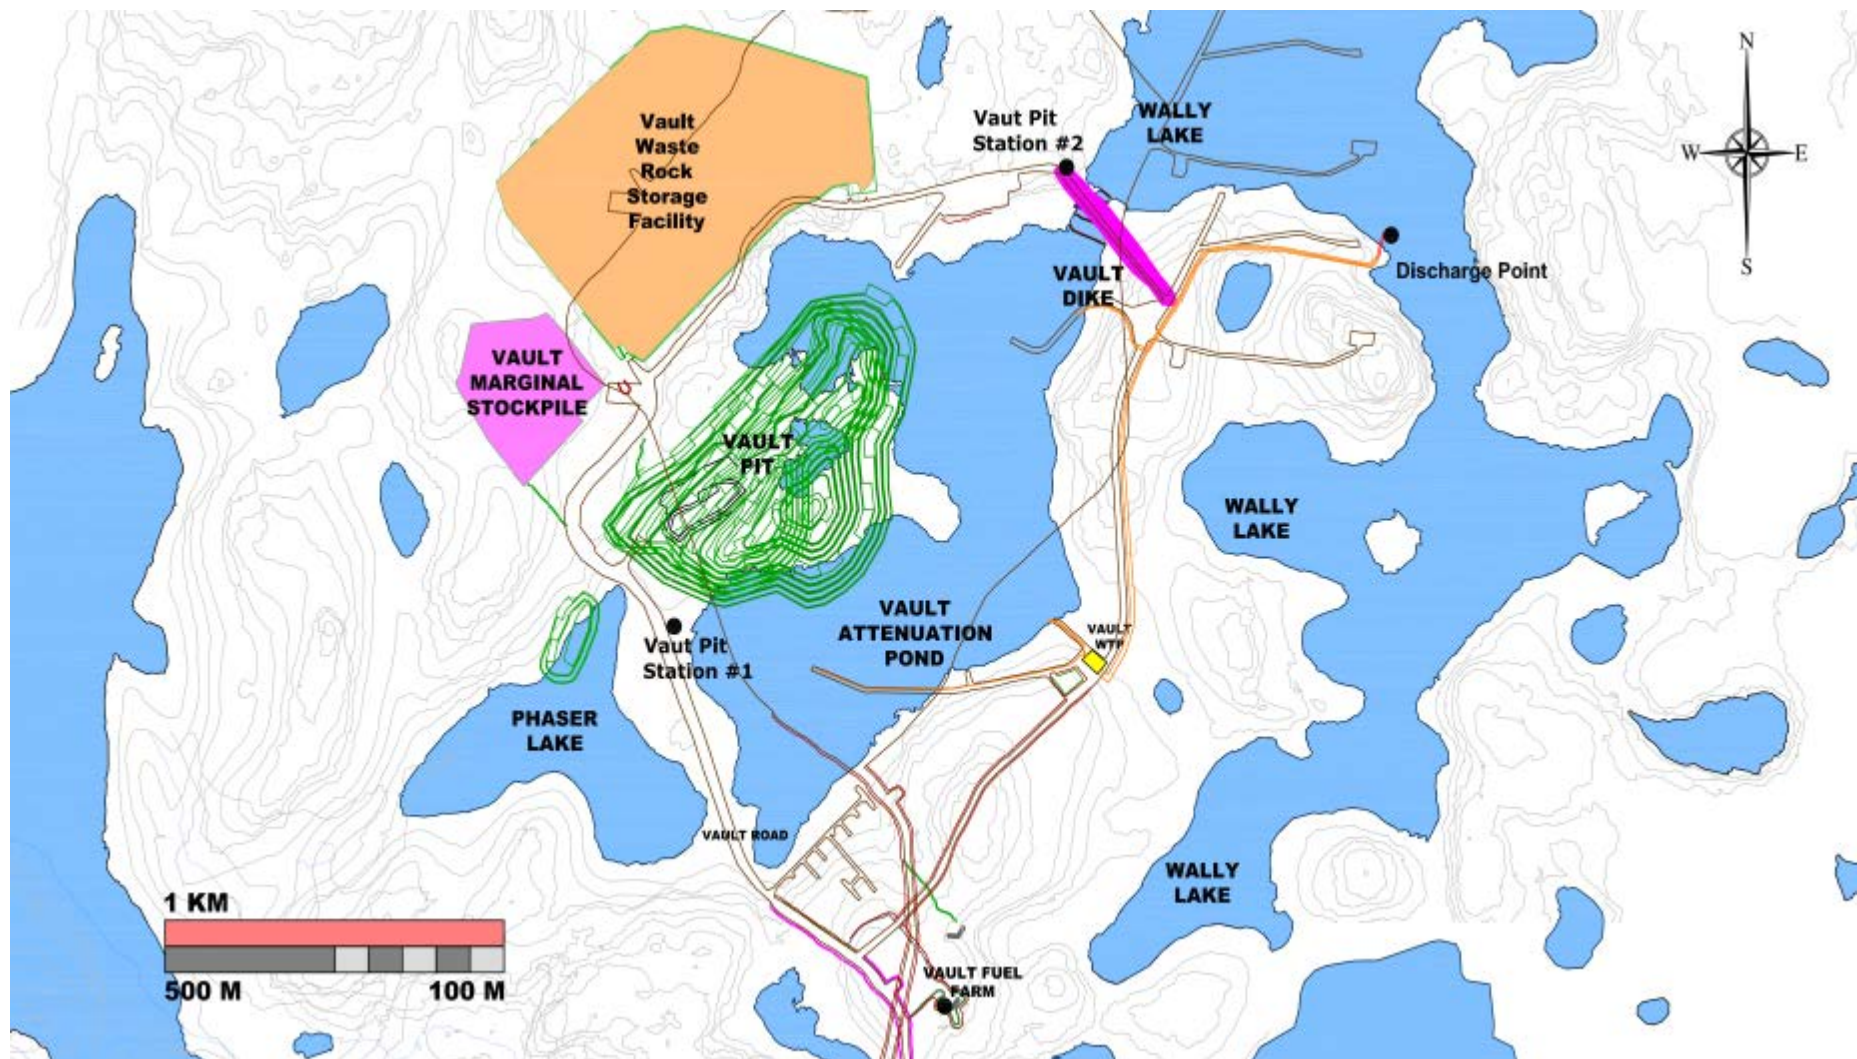 Vault
Waste
Rock
Storage
Facility
Vaut Pit
Station #2
WALLY
LAKE
N
W
E
S
VAULT
DIKE
Discharge Point
VAULT
MARGINAL
STOCKPILE
VAULT
PIT
WALLY
LAKE
VAULT
ATTENUATION
POND
VAULT
WTP
Vaut Pit
Station #1
PHASER
LAKE
VAULT ROAD
WALLY
LAKE
1 KM
500 M
100 M
VAULT FUEL
FARM